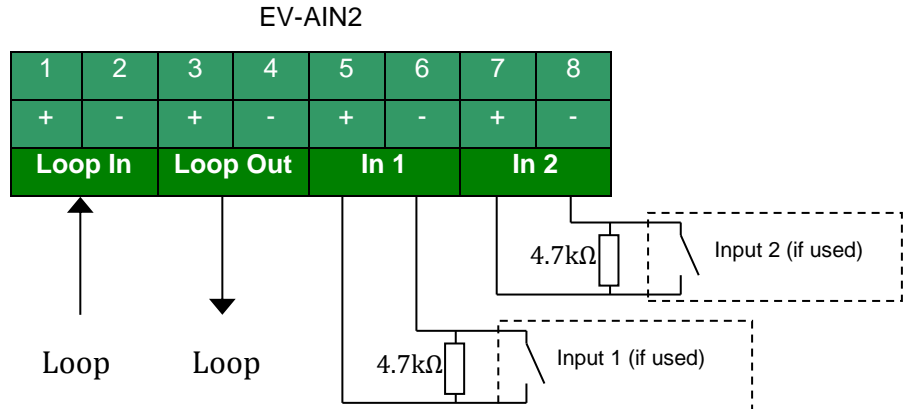 EV-AIN2
1 2 3 4 5 6 7 8
+ - + - + - + -
Loop In Loop Out In 1 In 2
4.7kΩ Input 2 (if used)
Loop Loop 4.7kΩ Input 1 (if used)